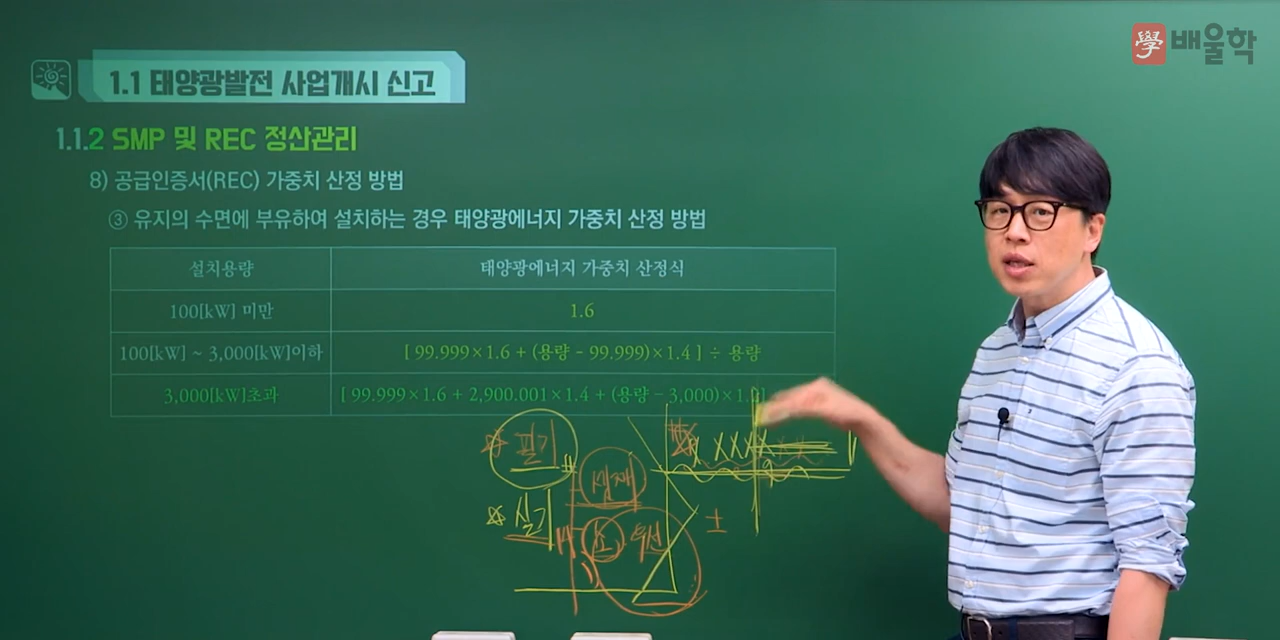 學 배울학
1.1 태양광발전 사업개시 신고
1.1.2 SMP 및 REC 정산관리
8) 공급인증서(REC) 가중치 산정 방법
③ 유지의 수면에 부유하여 설치하는 경우 태양광에너지 가중치 산정 방법
설치용량 태양광에너지 가중치 산정식
100[kW] 미만 1.6
100[kW] ~ 3,000[kW]이하 [ 99.999×1.6 + (용량 - 99.999)×1.4 ] ÷ 용량
3,000[kW]초과 [ 99.999×1.6 + 2,900.001×1.4 + (용량 - 3,000)×1.
필기
삭제
실기